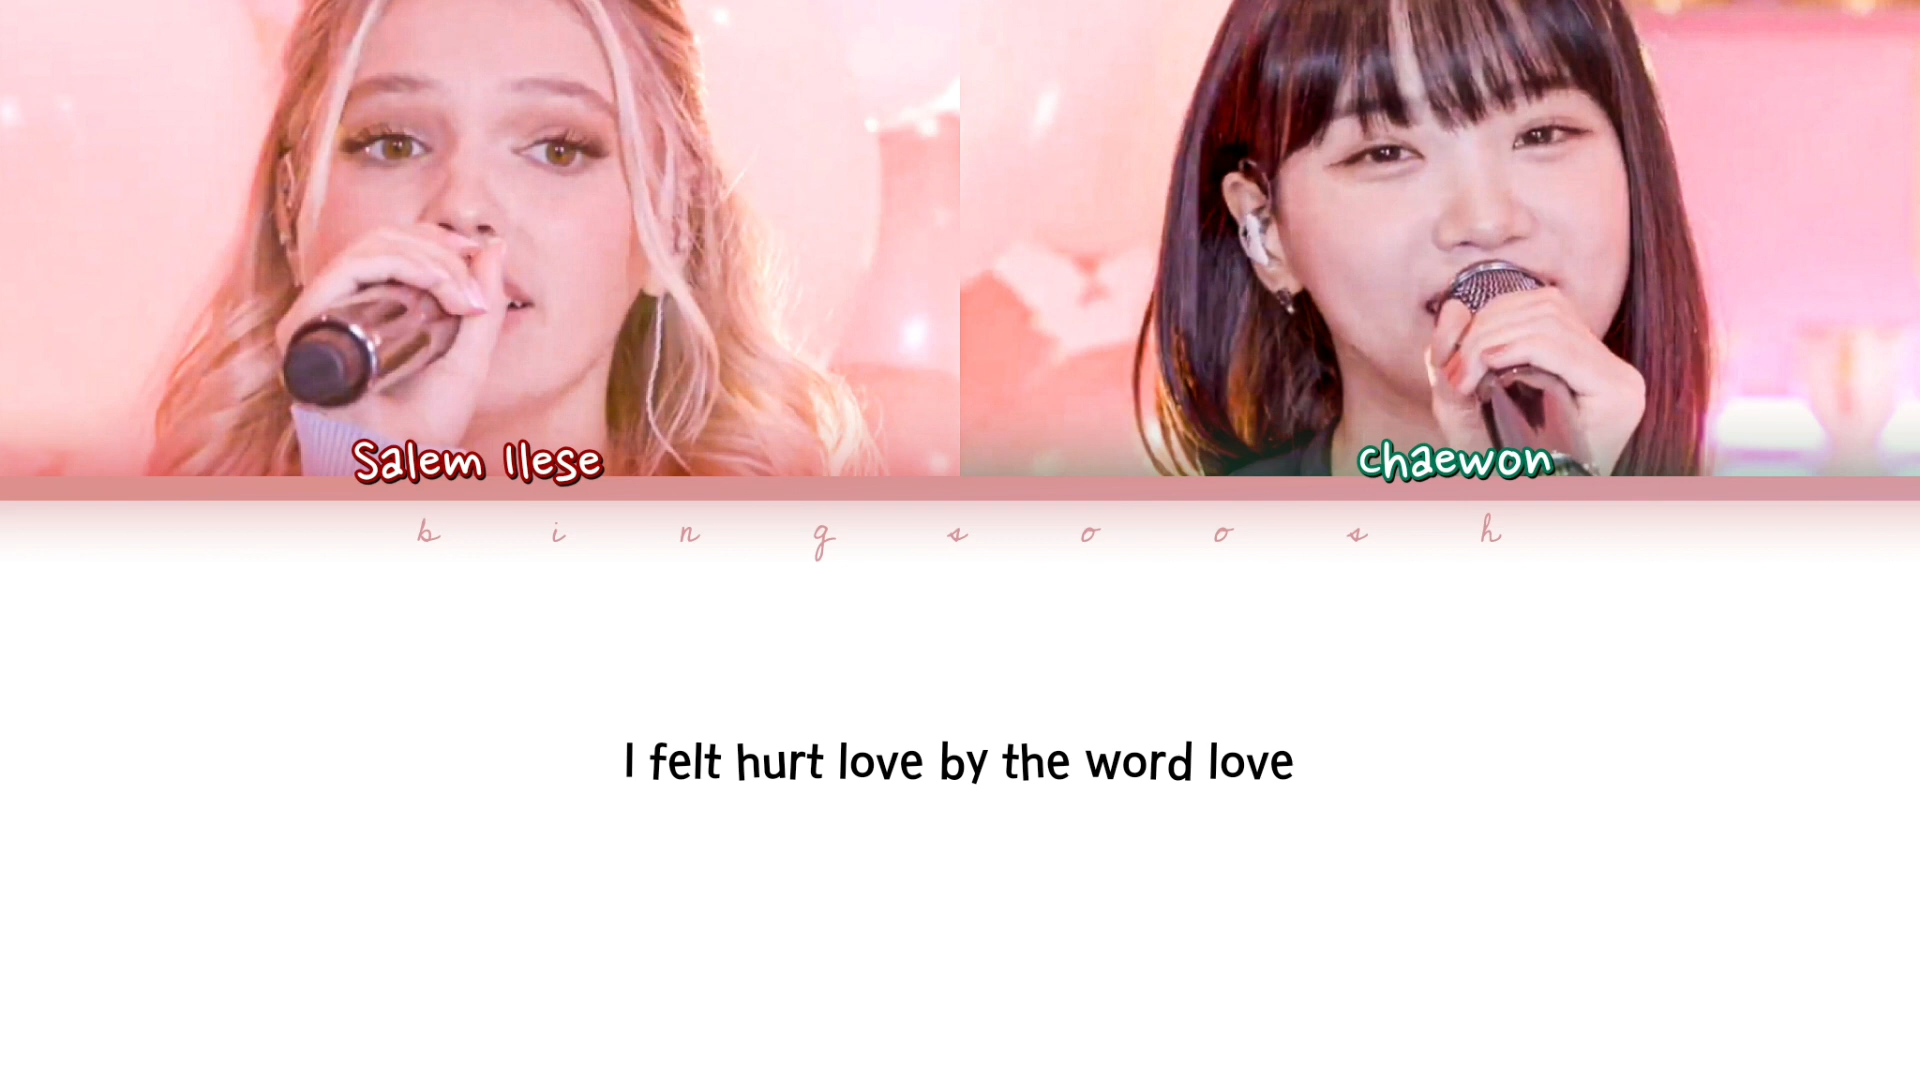 Salem Ilese
chaewon
b i n g s o o s h
I felt hurt love by the word love